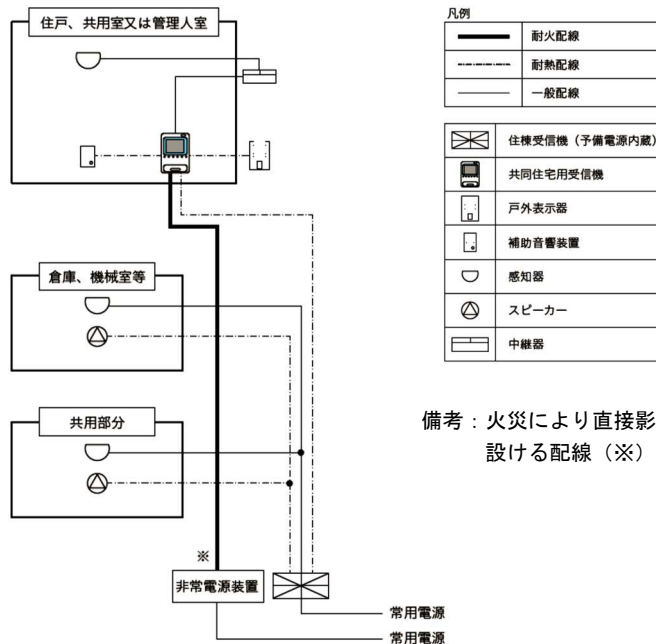 住戸、共用室又は管理人室
倉庫、機械室等
共用部分
※
非常電源装置
常用電源
常用電源
凡例
耐火配線
耐熱配線
一般配線
住棟受信機（予備電源内蔵）
共同住宅用受信機
戸外表示器
補助音響装置
感知器
スピーカー
中継器
備考：火災により直接影
設ける配線（※）